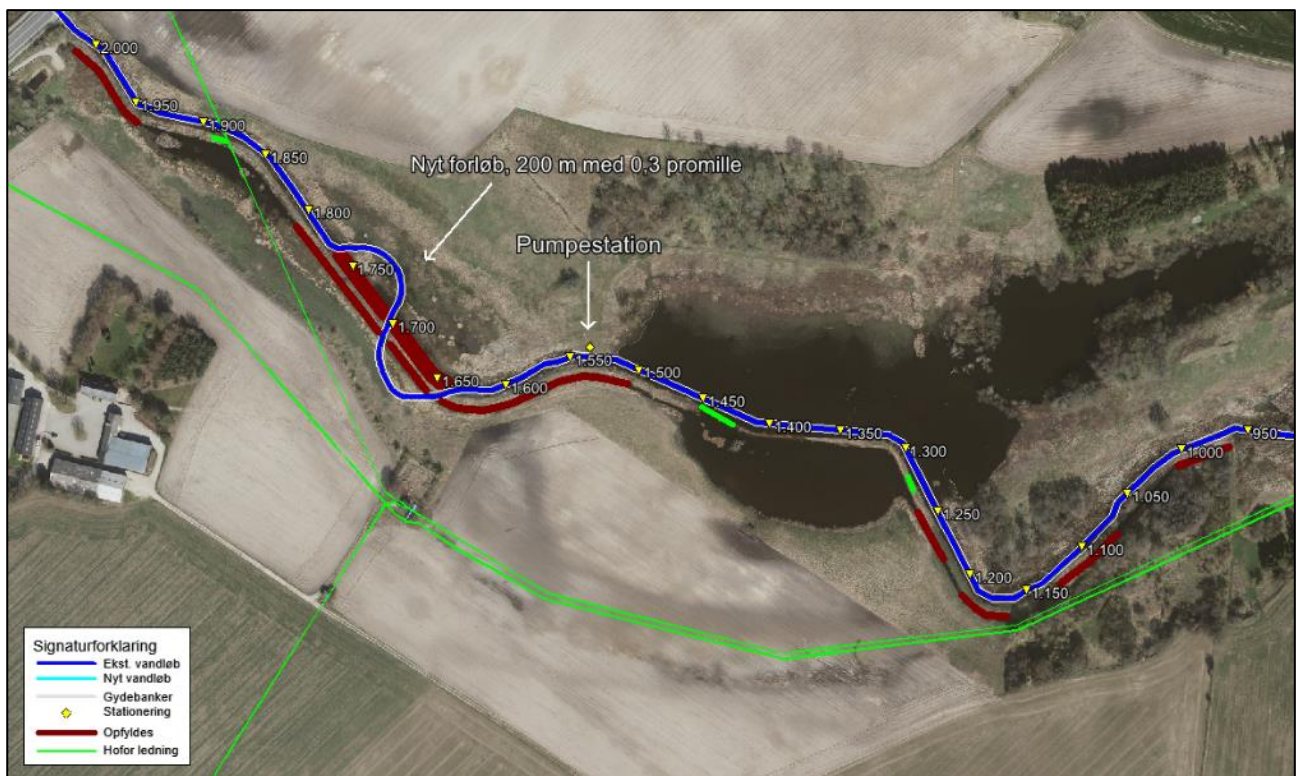 2.000
1.950
1.900
1.850
1.800
Nyt forløb, 200 m med 0,3 promille
Pumpestation
1.750
1.700
1.650
1.600
1.550
1.500
1.450
1.400
1.350
1.300
1.250
1.200
1.150
1.100
1.050
1.000
950
Signaturforklaring
Ekst. vandløb
Nyt vandløb
Gydebanker
Stationering
Opfyldes
Hofor ledning